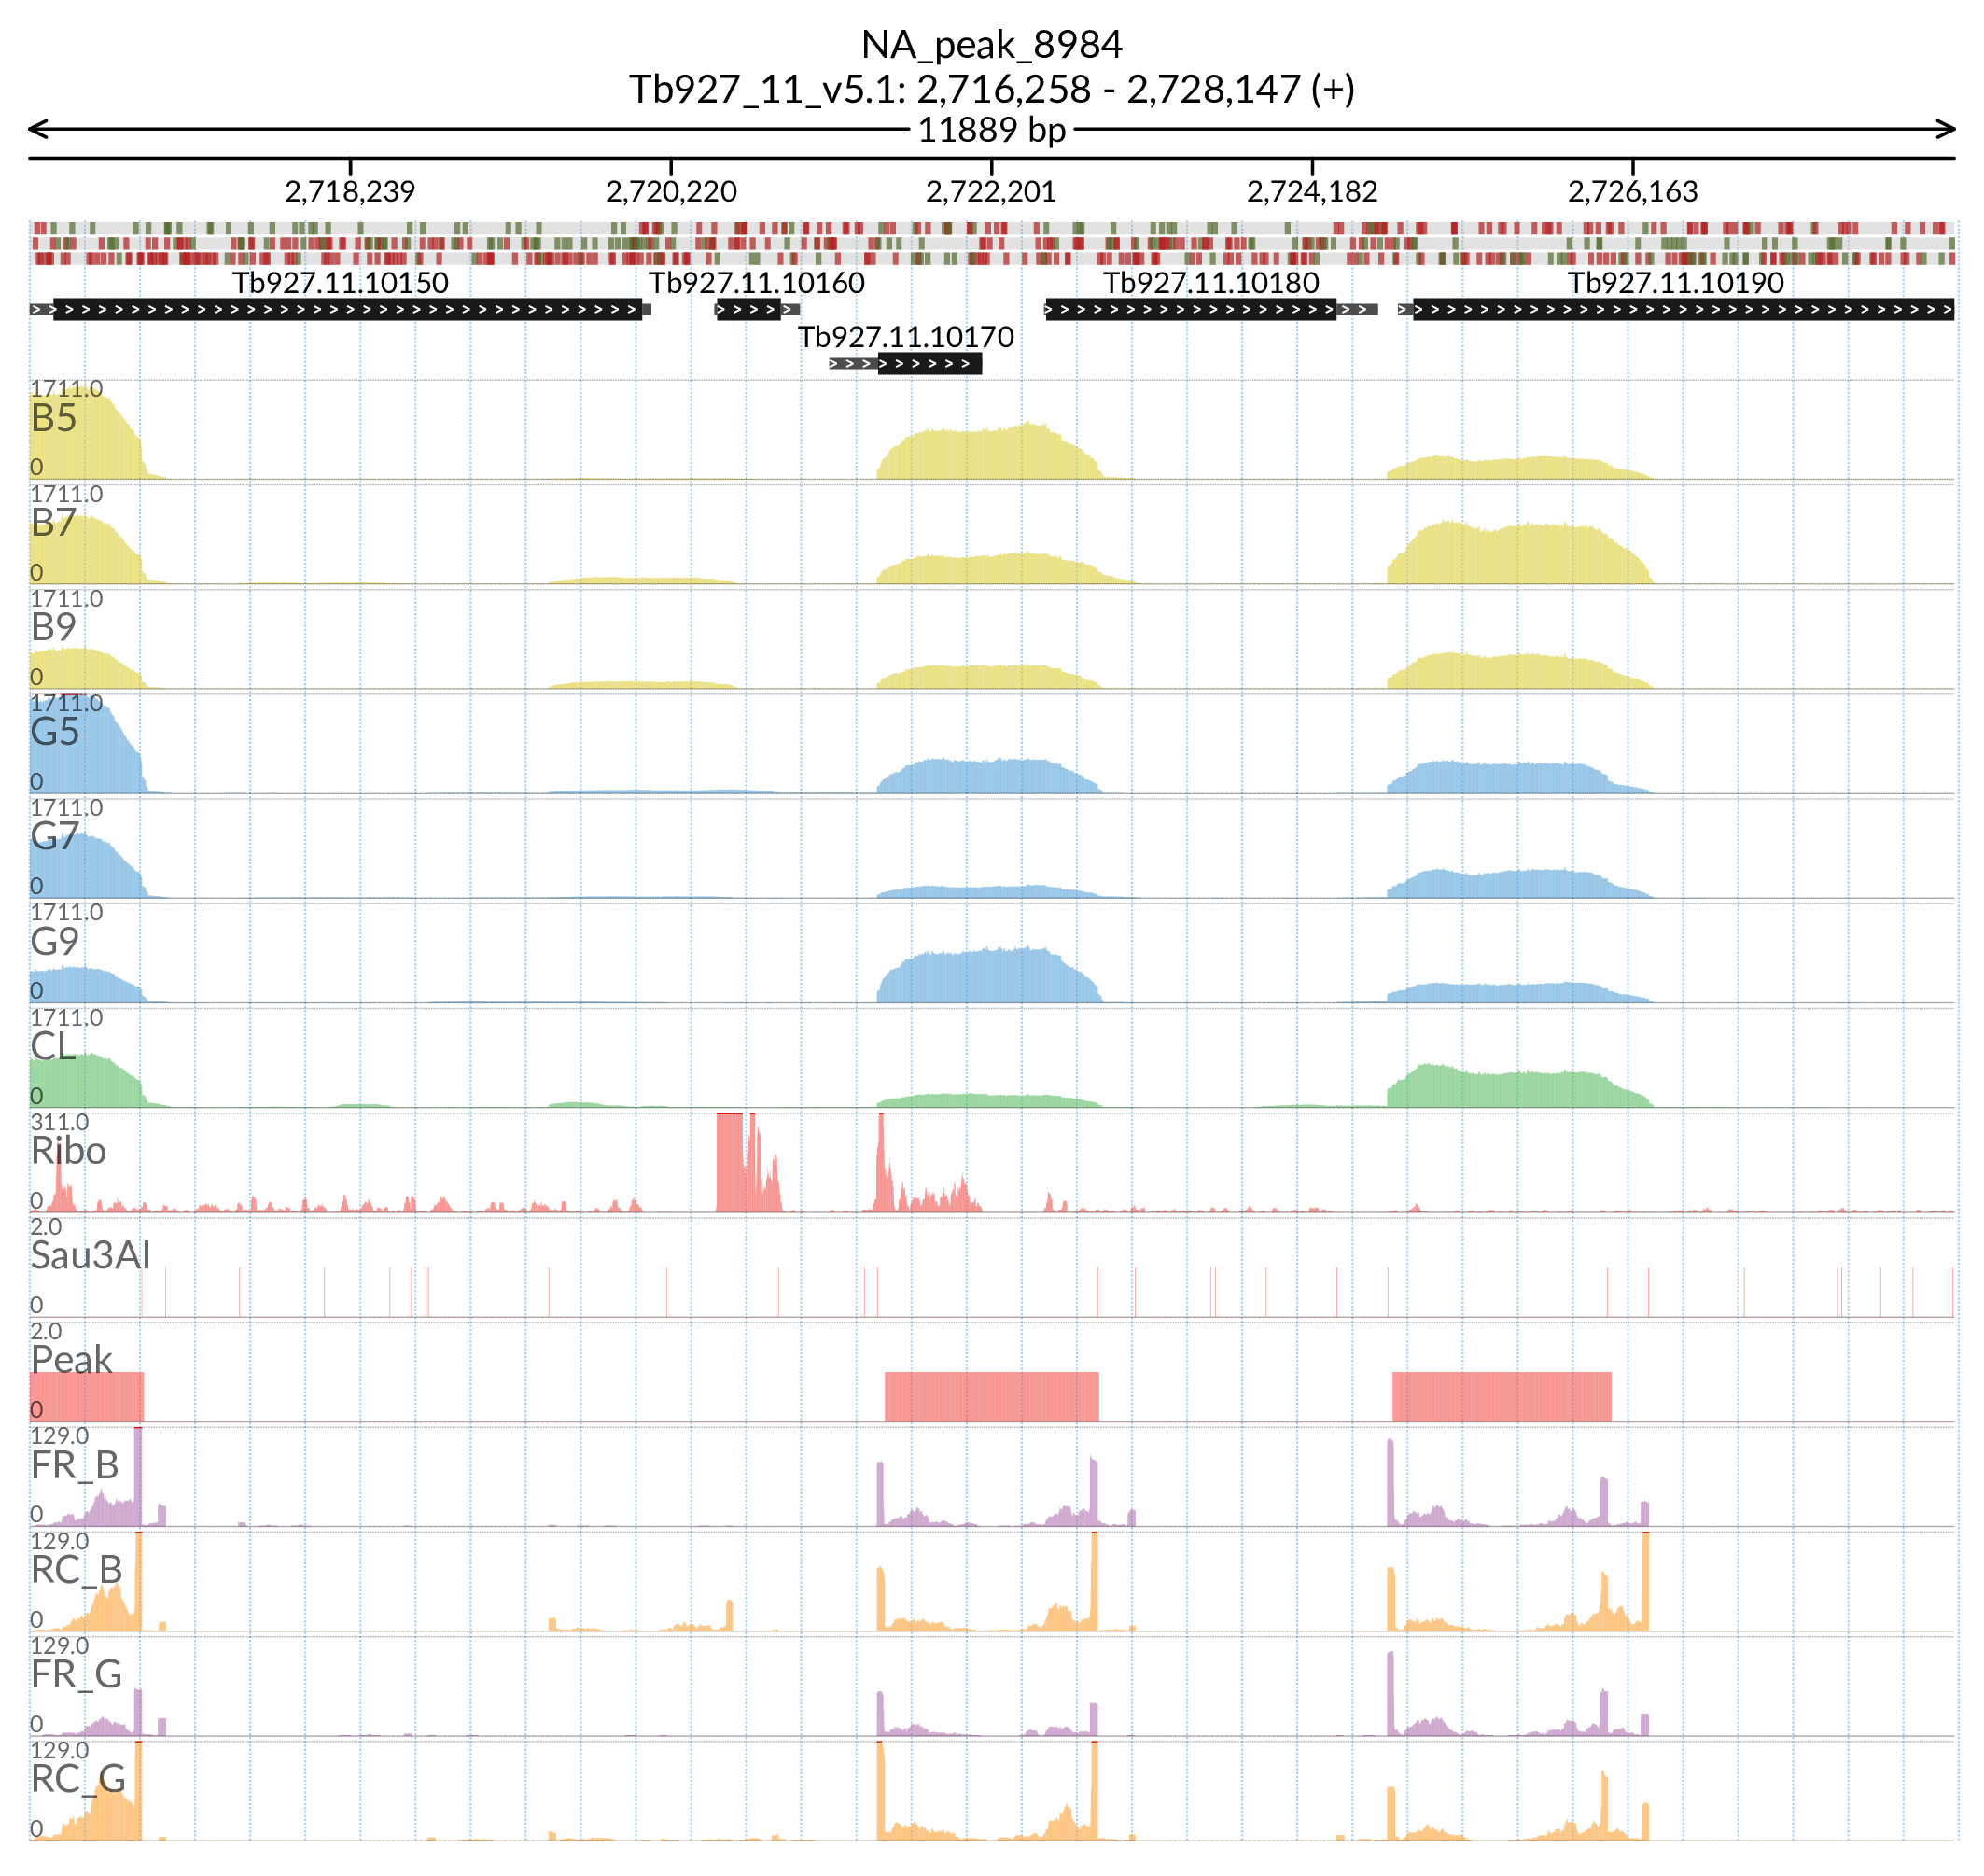 NA_peak_8984
Tb927_11_v5.1: 2,716,258 - 2,728,147 (+)
11889 bp
2,718,239 2,720,220 2,722,201 2,724,182 2,726,163
Tb927.11.10150 Tb927.11.10160 Tb927.11.10180 Tb927.11.10190
Tb927.11.10170
1711.0
B5
0
1711.0
B7
0
1711.0
B9
0
1711.0
G5
0
1711.0
G7
0
1711.0
G9
0
1711.0
CL
0
311.0
Ribo
0
2.0
Sau3AI
0
2.0
Peak
0
129.0
FR_B
0
129.0
RC_B
0
129.0
FR_G
0
129.0
RC_G
0